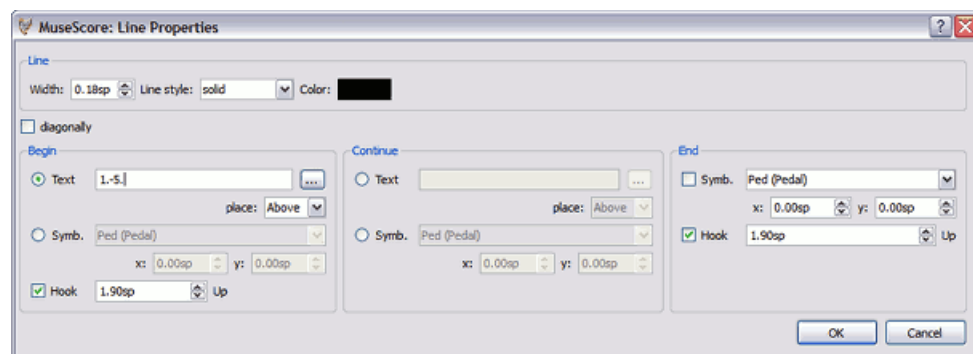 MuseScore: Line Properties
Line
Width: 0.18sp Line style: solid Color:
diagonally
Begin
Text 1.-5.
...
place: Above
Symb. Ped (Pedal)
x: 0.00sp y: 0.00sp
Hook 1.90sp Up
Continue
Text
...
place: Above
Symb. Ped (Pedal)
x: 0.00sp y: 0.00sp
End
Symb. Ped (Pedal)
x: 0.00sp y: 0.00sp
Hook 1.90sp Up
OK Cancel